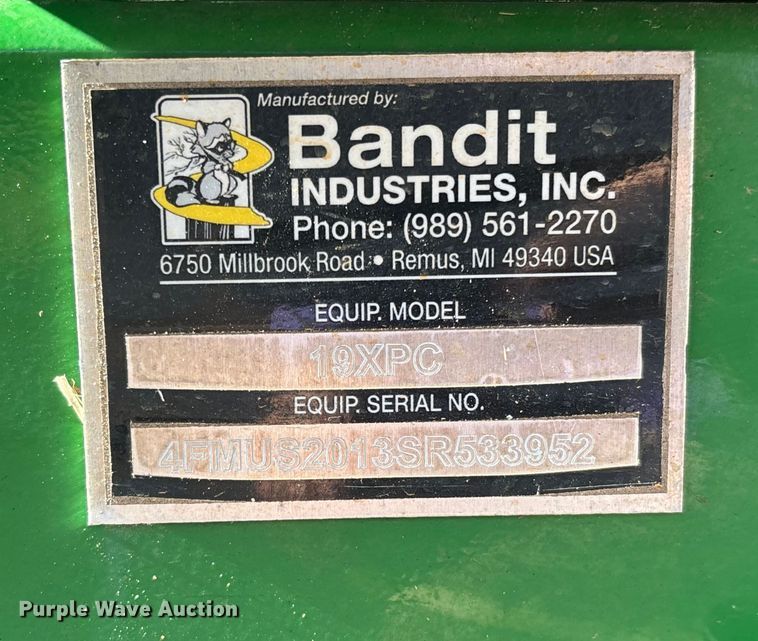 Manufactured by:
Bandit
INDUSTRIES, INC.
Phone: (989) 561-2270
6750 Millbrook Road • Remus, MI 49340 USA
EQUIP. MODEL
19XPC
EQUIP. SERIAL NO.
4FMUS2013SR533952
Purple Wave Auction